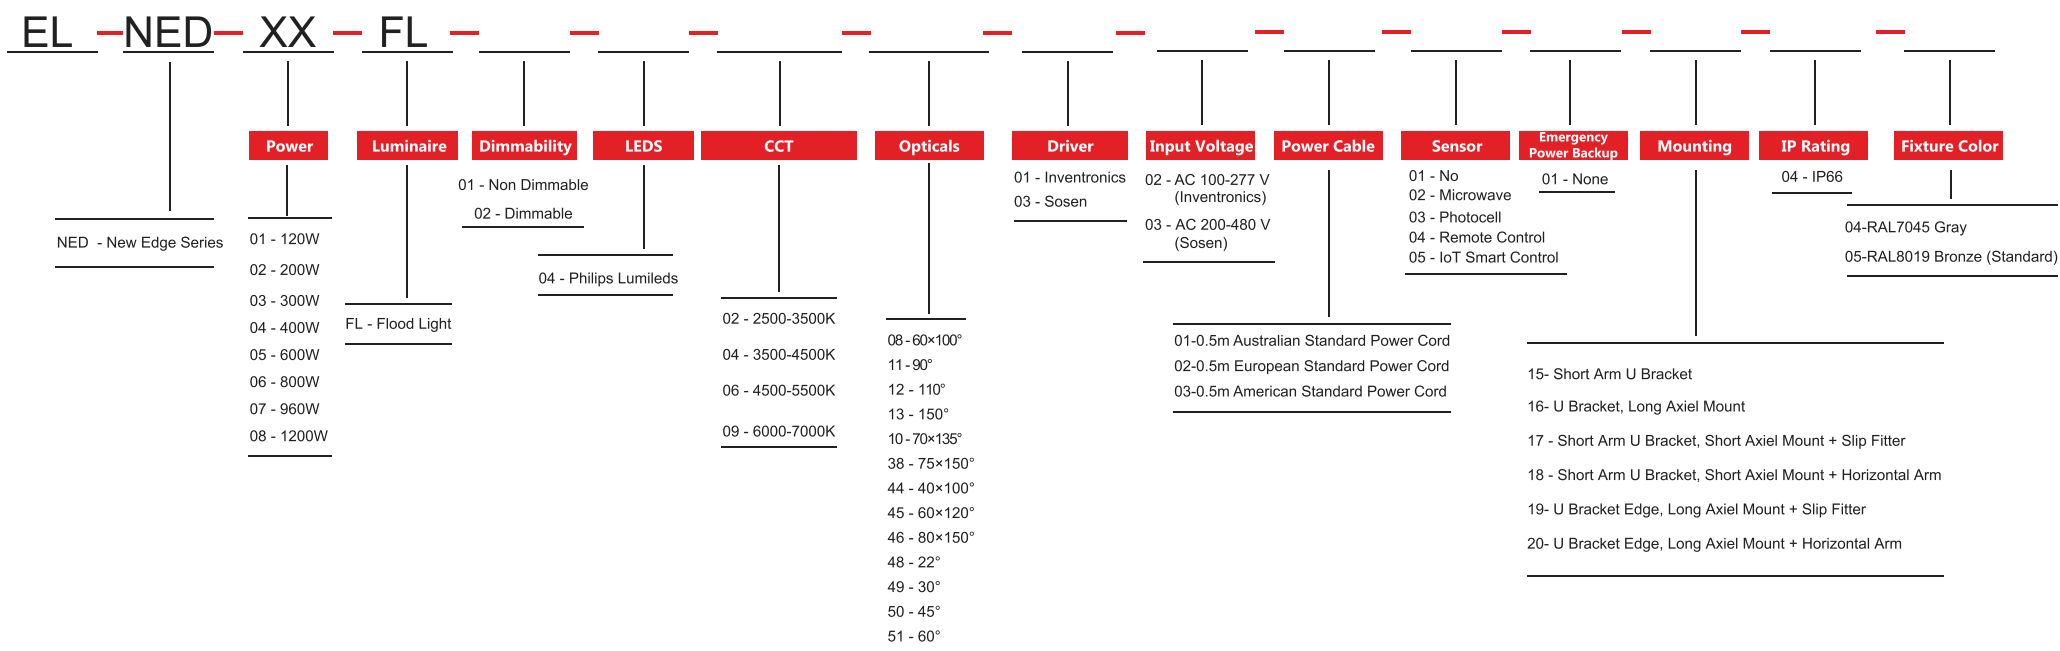 EL NED XX FL
Power
Luminaire
Dimmability
LEDS
CCT
Opticals
Driver
Input Voltage
Power Cable
Sensor
Emergency
Power Backup
Mounting
IP Rating
Fixture Color
NED - New Edge Series
01 - 120W
02 - 200W
03 - 300W
04 - 400W
05 - 600W
06 - 800W
07 - 960W
08 - 1200W
FL - Flood Light
01 - Non Dimmable
02 - Dimmable
04 - Philips Lumileds
02 - 2500-3500K
04 - 3500-4500K
06 - 4500-5500K
09 - 6000-7000K
08 - 60×100°
11 - 90°
12 - 110°
13 - 150°
10 - 70×135°
38 - 75×150°
44 - 40×100°
45 - 60×120°
46 - 80×150°
48 - 22°
49 - 30°
50 - 45°
51 - 60°
01 - Inventronics
03 - Sosen
02 - AC 100-277 V
(Inventronics)
03 - AC 200-480 V
(Sosen)
01-0.5m Australian Standard Power Cord
02-0.5m European Standard Power Cord
03-0.5m American Standard Power Cord
01 - No
02 - Microwave
03 - Photocell
04 - Remote Control
05 - IoT Smart Control
01 - None
15- Short Arm U Bracket
16- U Bracket, Long Axiel Mount
17 - Short Arm U Bracket, Short Axiel Mount + Slip Fitter
18 - Short Arm U Bracket, Short Axiel Mount + Horizontal Arm
19- U Bracket Edge, Long Axiel Mount + Slip Fitter
20- U Bracket Edge, Long Axiel Mount + Horizontal Arm
04 - IP66
04-RAL7045 Gray
05-RAL8019 Bronze (Standard)